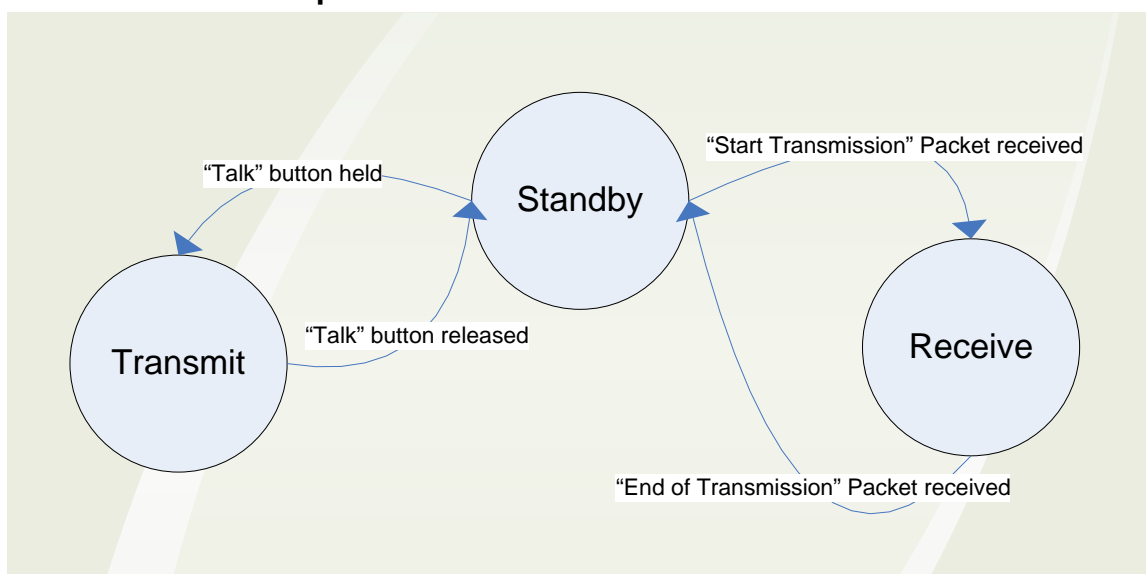 Standby
“Start Transmission” Packet received
“Talk” button held
“Talk” button released
Transmit
Receive
“End of Transmission” Packet received